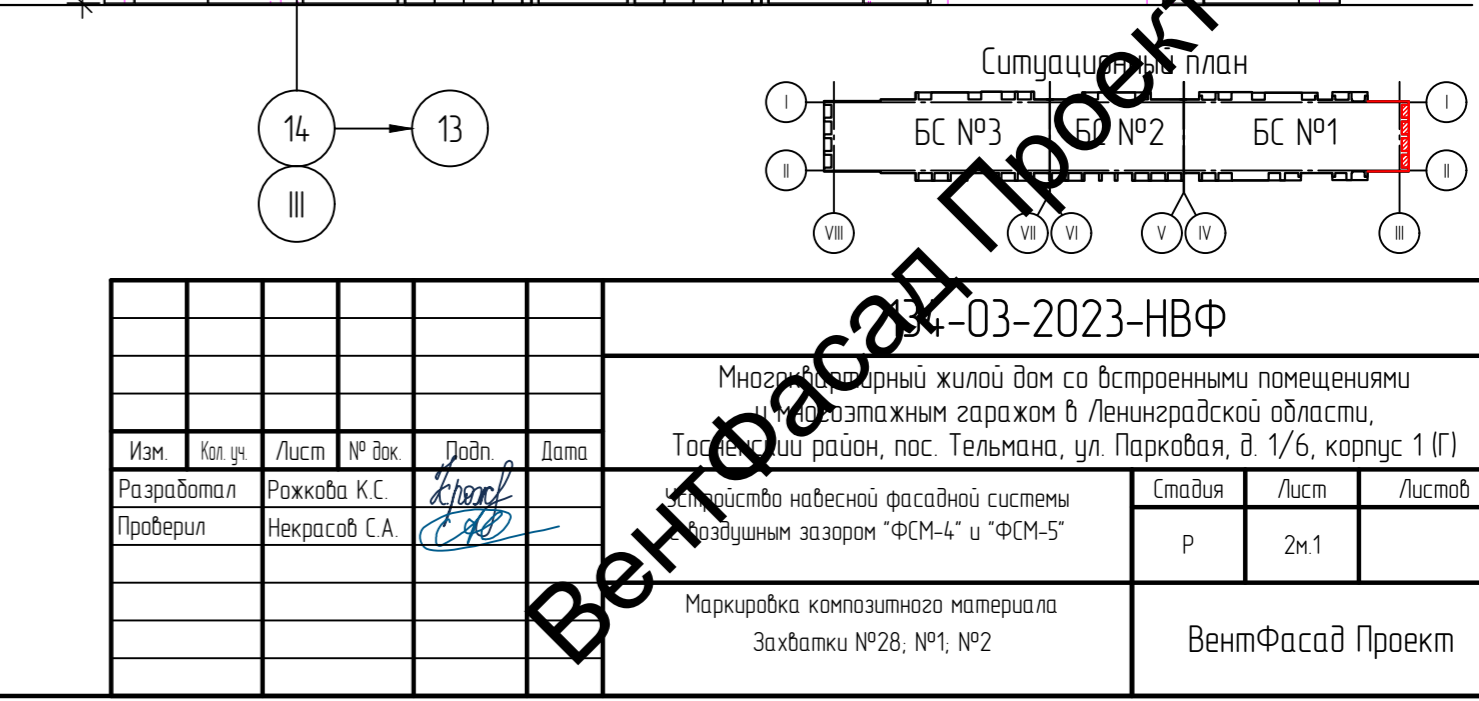 Ситуационный план
14
13
III
I
I
БС №3
БС №2
БС №1
II
II
VIII
VII
VI
V
IV
III
134-03-2023-НВФ
Многоквартирный жилой дом со встроенными помещениями
и многоэтажным гаражом в Ленинградской области,
Тосненский район, пос. Тельмана, ул. Парковая, д. 1/6, корпус 1 (Г)
Изм.
Кол. уч.
Лист
№ док.
Подп.
Дата
Разработал
Рожкова К.С.
Проверил
Некрасов С.А.
Устройство навесной фасадной системы
с воздушным зазором "ФСМ-4" и "ФСМ-5"
Стадия
Лист
Листов
Р
2м.1
Маркировка композитного материала
Захватки №28; №1; №2
ВентФасад Проект
ВентФасад Проект